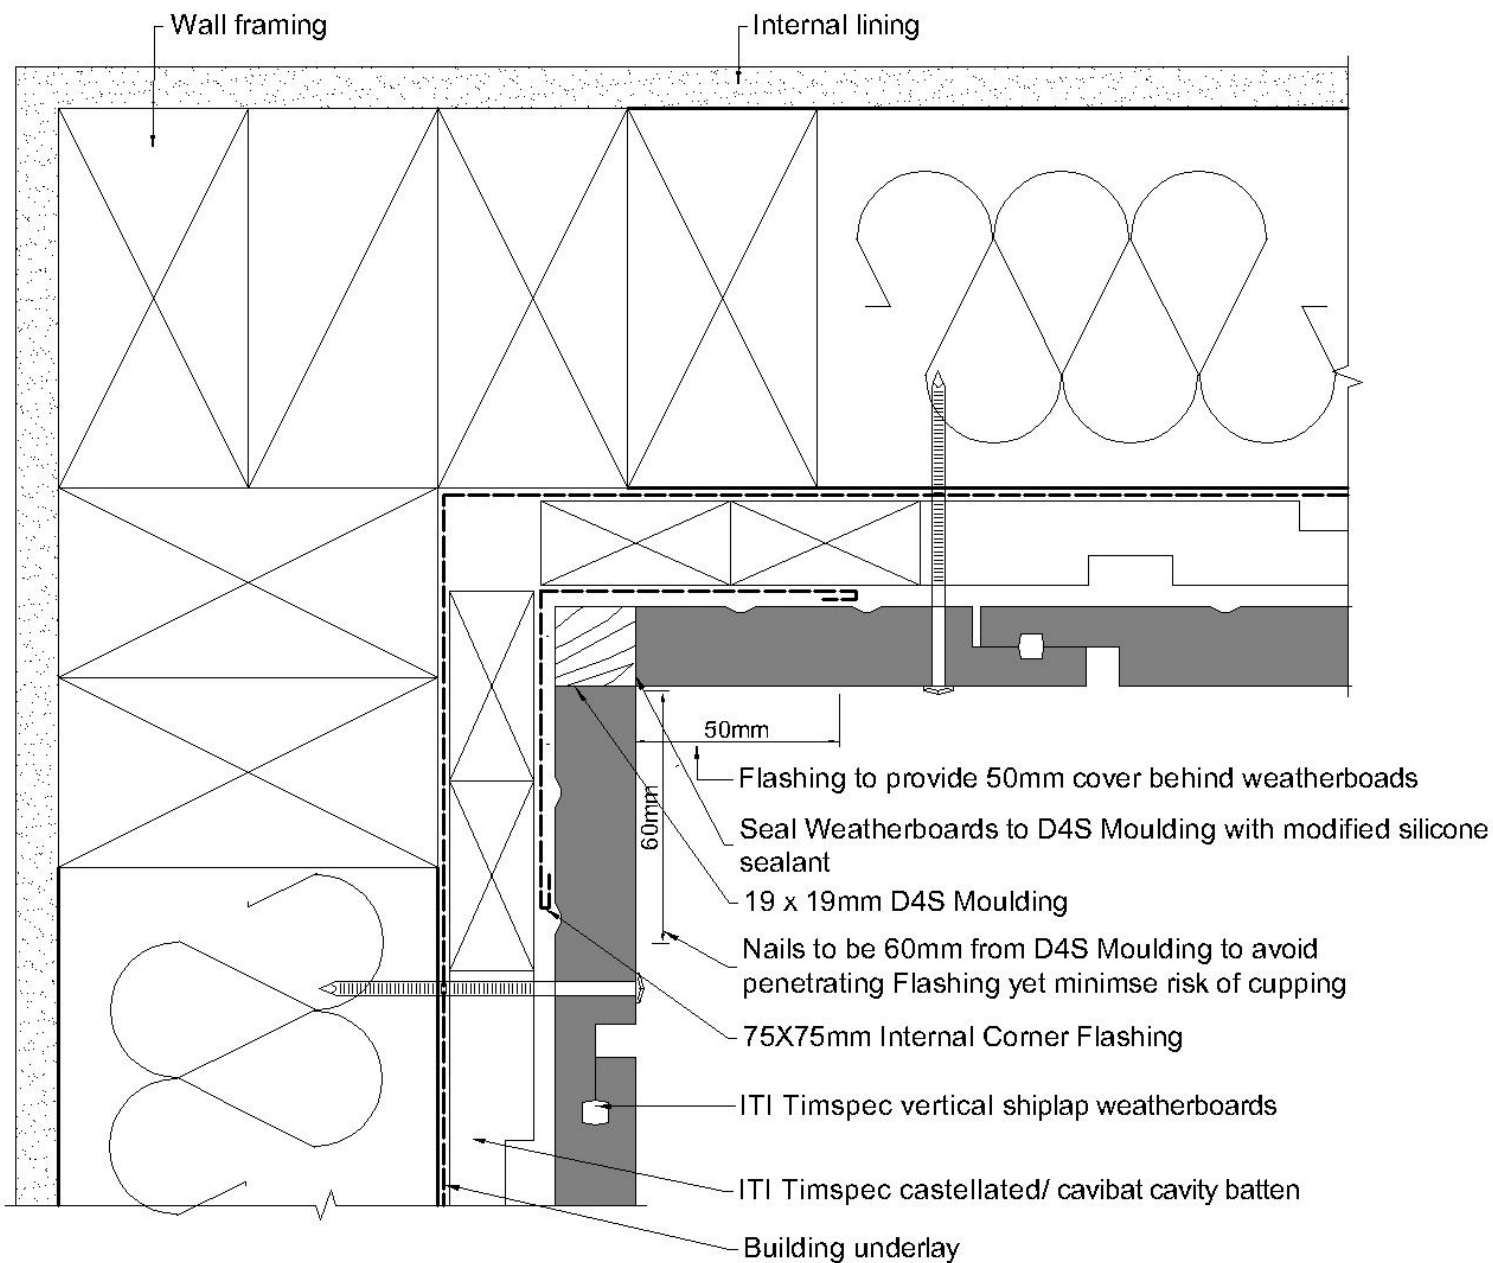 Wall framing
Internal lining
50mm
Flashing to provide 50mm cover behind weatherboads
60mm
Seal Weatherboards to D4S Moulding with modified silicone
sealant
19 x 19mm D4S Moulding
Nails to be 60mm from D4S Moulding to avoid
penetrating Flashing yet minimse risk of cupping
75X75mm Internal Corner Flashing
ITI Timspec vertical shiplap weatherboards
ITI Timspec castellated/ cavibat cavity batten
Building underlay